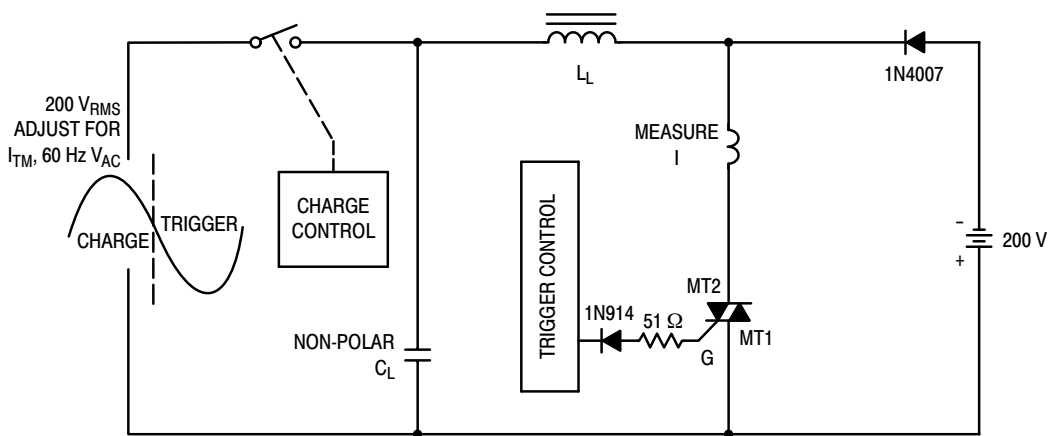 200 VRMS
ADJUST FOR
ITM, 60 Hz VAC
CHARGE
TRIGGER
CHARGE
CONTROL
NON-POLAR
CL
LL
TRIGGER CONTROL
MEASURE
I
1N914
51 Ω
G
MT2
MT1
1N4007
-
+
200 V